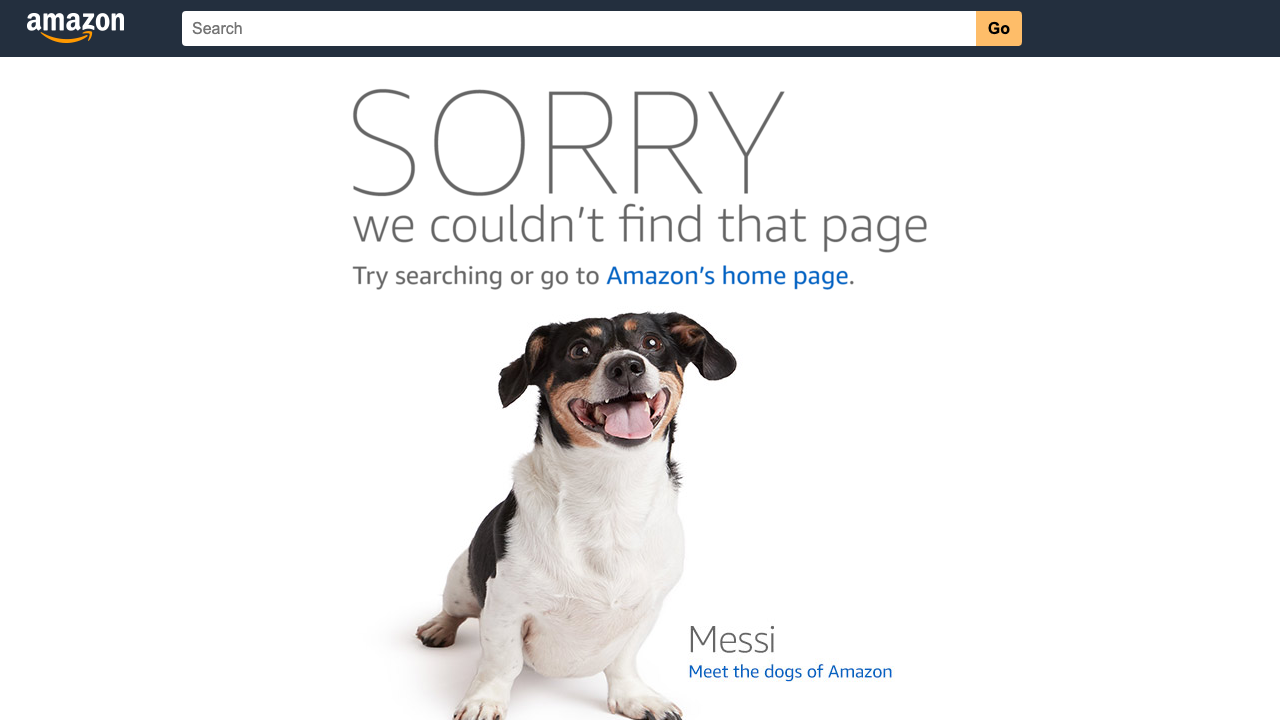 amazon
Search
Go
SORRY
we couldn't find that page
Try searching or go to Amazon's home page.
Messi
Meet the dogs of Amazon